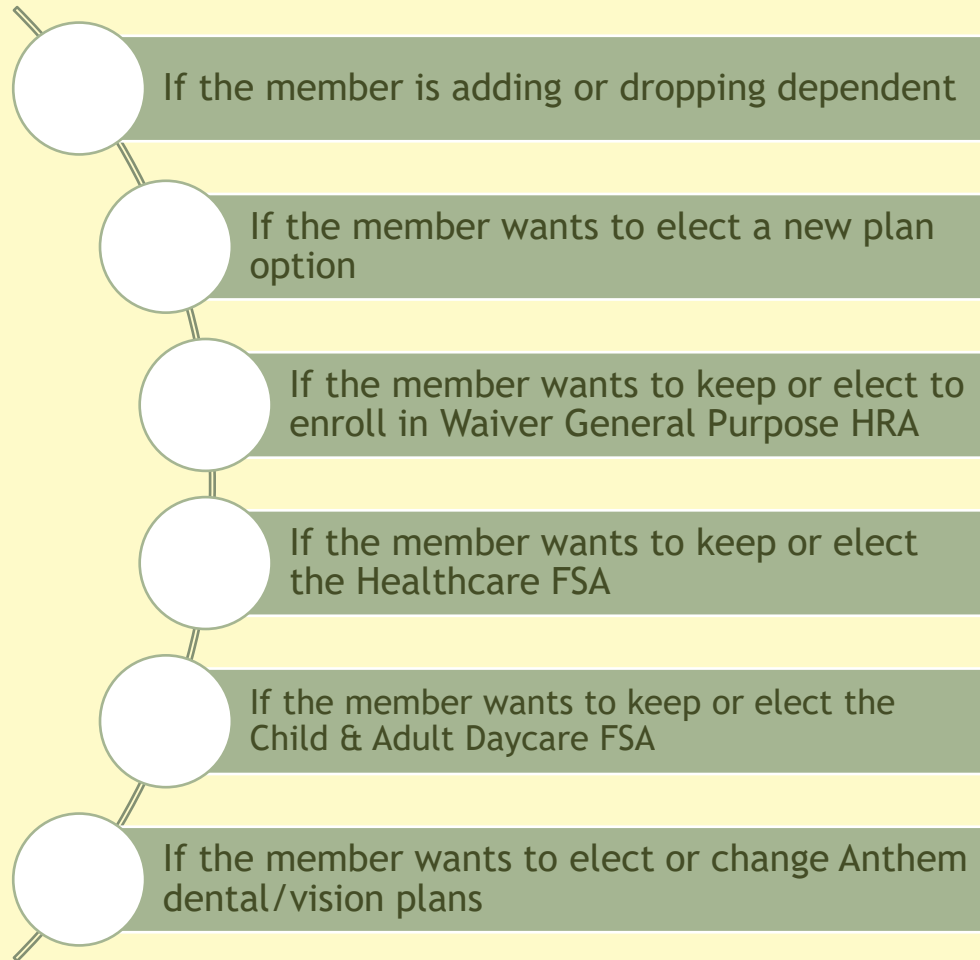 If the member is adding or dropping dependent
If the member wants to elect a new plan
option
If the member wants to keep or elect to
enroll in Waiver General Purpose HRA
If the member wants to keep or elect
the Healthcare FSA
If the member wants to keep or elect the
Child & Adult Daycare FSA
If the member wants to elect or change Anthem
dental/vision plans